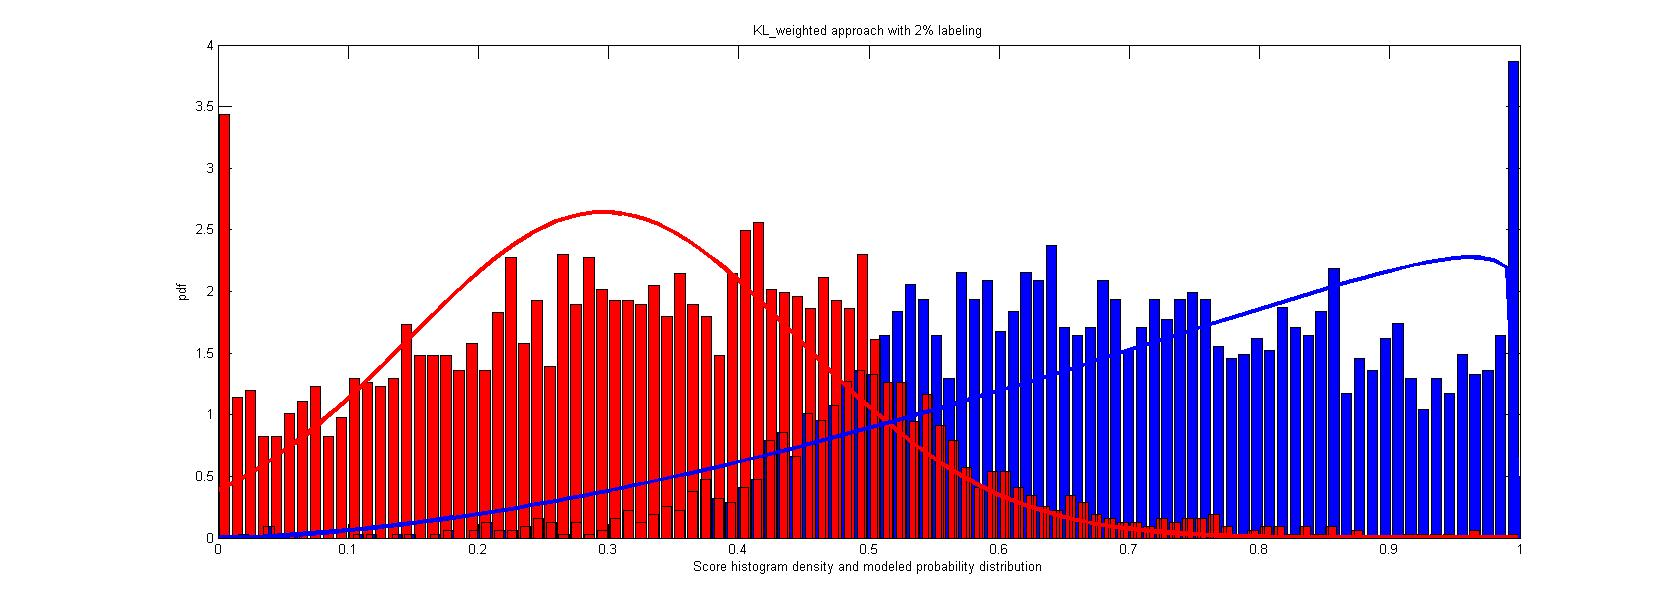 KL_weighted approach with 2% labeling
4
3.5
3
2.5
2
1.5
1
0.5
0
pdf
0 0.1 0.2 0.3 0.4 0.5 0.6 0.7 0.8 0.9 1
Score histogram density and modeled probability distribution